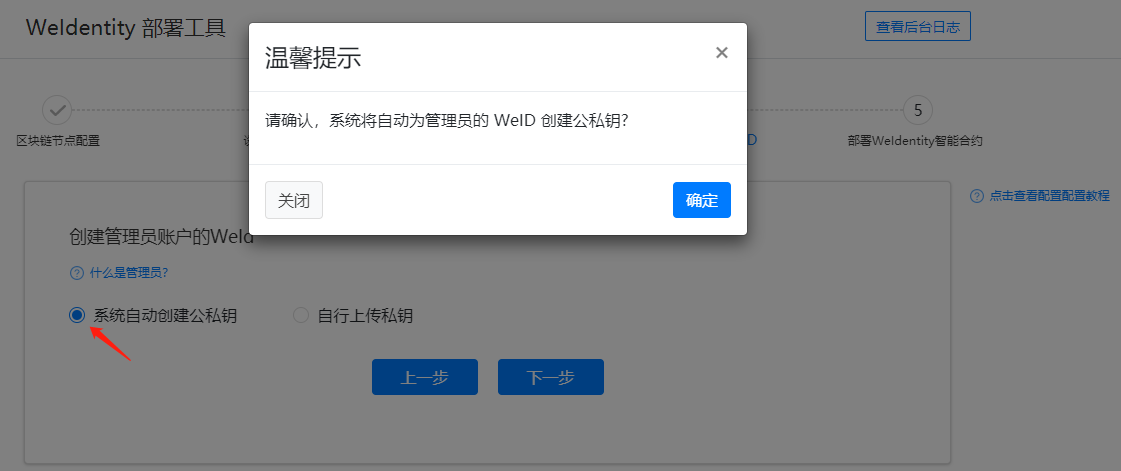 WeIdentity 部署工具
查看后台日志
温馨提示
×
请确认，系统将自动为管理员的 WeID 创建公私钥？
关闭
确定
5
区块链节点配置
D
部署WeIdentity智能合约
点击查看配置配置教程
创建管理员账户的WeId
什么是管理员?
系统自动创建公私钥
自行上传私钥
上一步
下一步